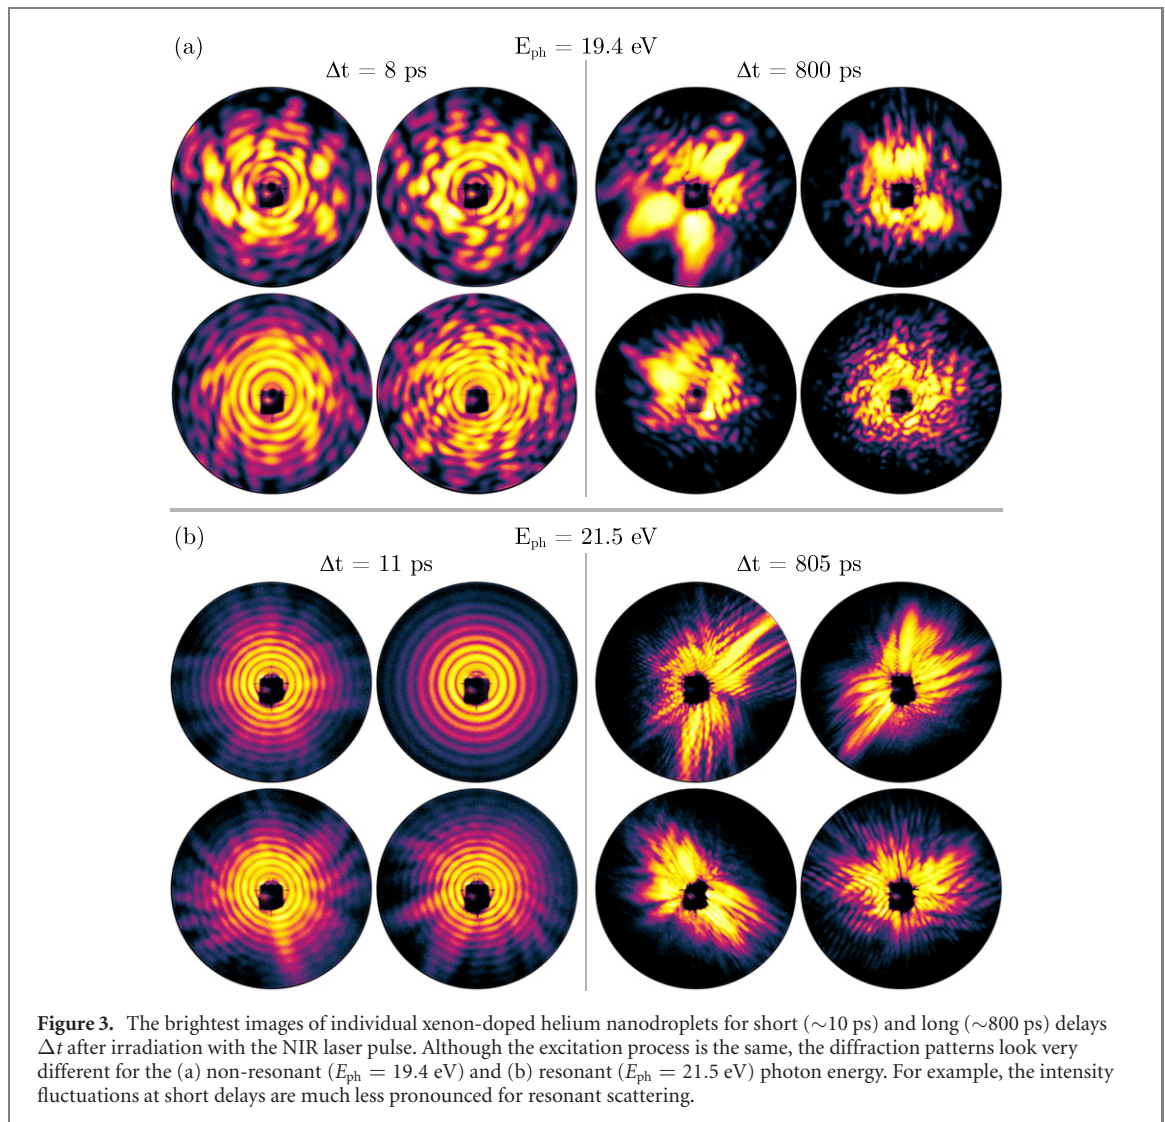 (a)
E_ph = 19.4 eV
Δt = 8 ps
Δt = 800 ps
(b)
E_ph = 21.5 eV
Δt = 11 ps
Δt = 805 ps
Figure 3. The brightest images of individual xenon-doped helium nanodroplets for short (∼10 ps) and long (∼800 ps) delays
Δt after irradiation with the NIR laser pulse. Although the excitation process is the same, the diffraction patterns look very
different for the (a) non-resonant (E_ph = 19.4 eV) and (b) resonant (E_ph = 21.5 eV) photon energy. For example, the intensity
fluctuations at short delays are much less pronounced for resonant scattering.